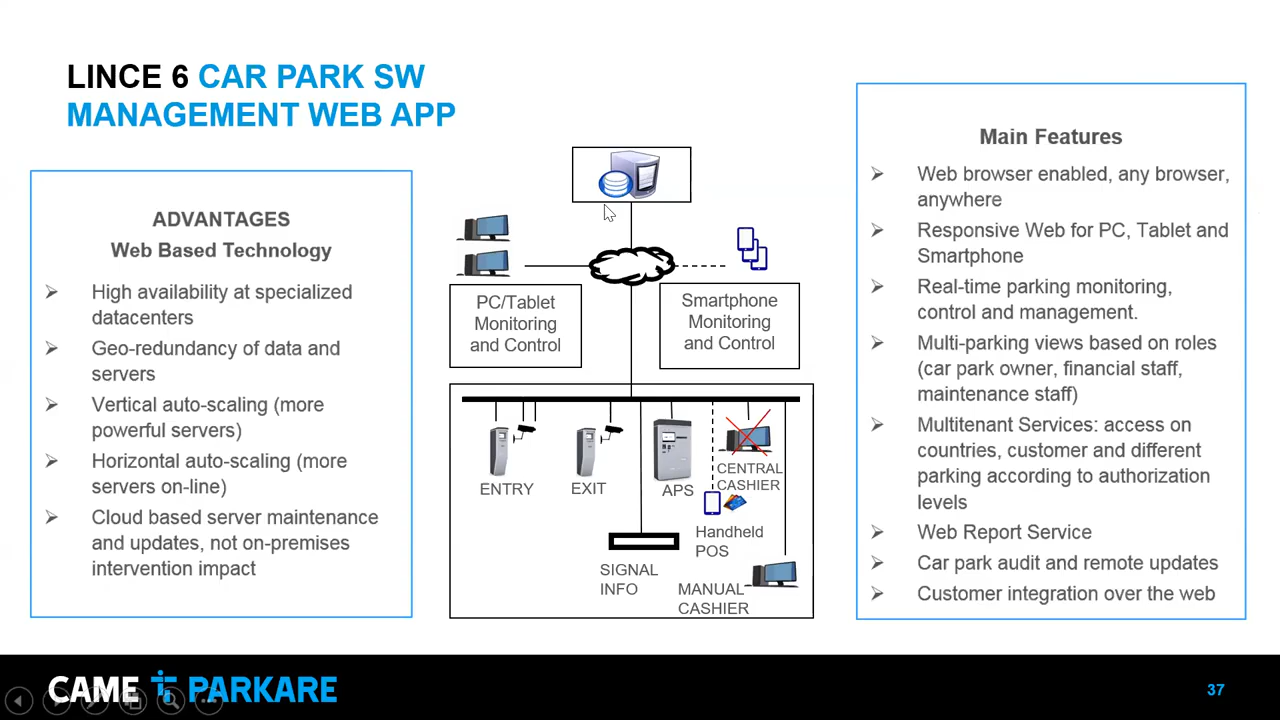 LINCE 6 CAR PARK SW
MANAGEMENT WEB APP
ADVANTAGES
Web Based Technology
High availability at specialized
datacenters
Geo-redundancy of data and
servers
Vertical auto-scaling (more
powerful servers)
Horizontal auto-scaling (more
servers on-line)
Cloud based server maintenance
and updates, not on-premises
intervention impact
PC/Tablet
Monitoring
and Control
Smartphone
Monitoring
and Control
ENTRY
EXIT
APS
CENTRAL
CASHIER
Handheld
POS
SIGNAL
INFO
MANUAL
CASHIER
Main Features
Web browser enabled, any browser,
anywhere
Responsive Web for PC, Tablet and
Smartphone
Real-time parking monitoring,
control and management.
Multi-parking views based on roles
(car park owner, financial staff,
maintenance staff)
Multitenant Services: access on
countries, customer and different
parking according to authorization
levels
Web Report Service
Car park audit and remote updates
Customer integration over the web
CAME PARKARE
37